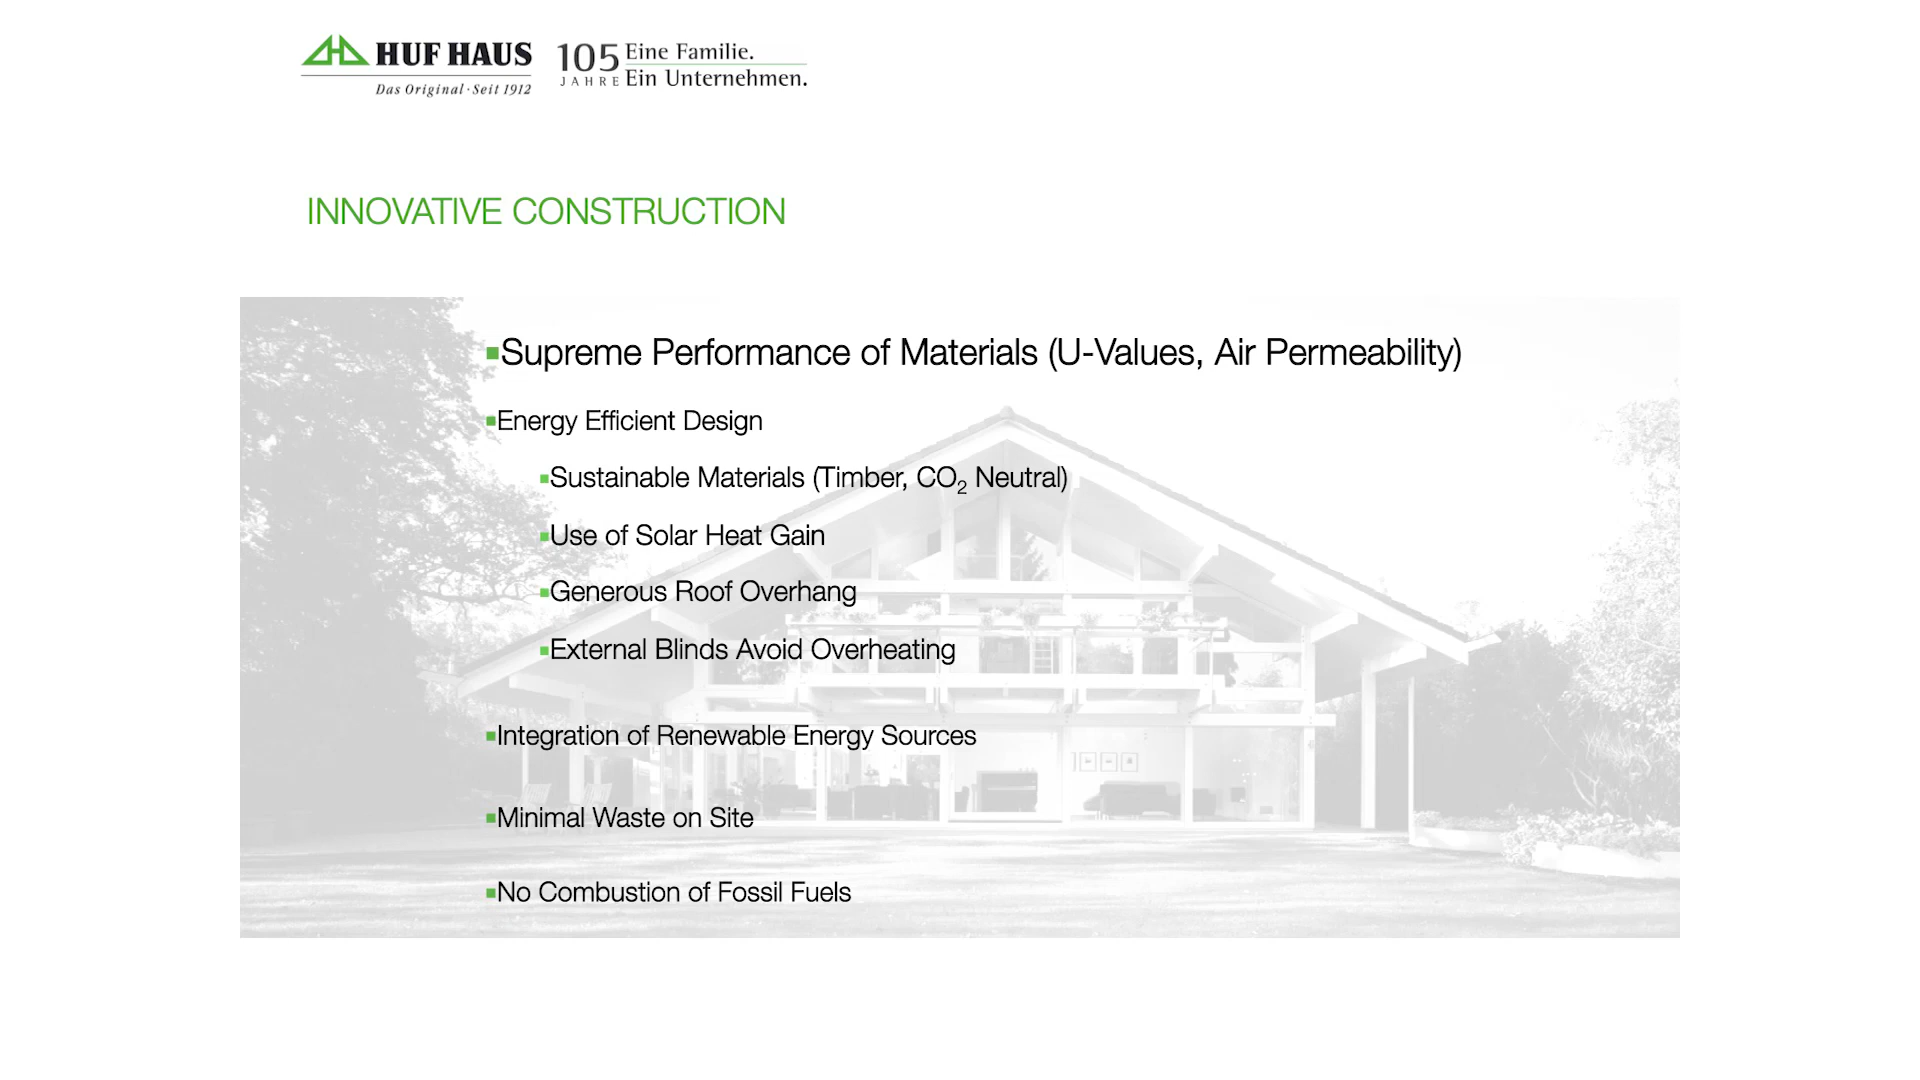 HUF HAUS
Das Original · Seit 1912
105 JAHRE
Eine Familie.
Ein Unternehmen.
INNOVATIVE CONSTRUCTION
Supreme Performance of Materials (U-Values, Air Permeability)
Energy Efficient Design
Sustainable Materials (Timber, CO₂ Neutral)
Use of Solar Heat Gain
Generous Roof Overhang
External Blinds Avoid Overheating
Integration of Renewable Energy Sources
Minimal Waste on Site
No Combustion of Fossil Fuels